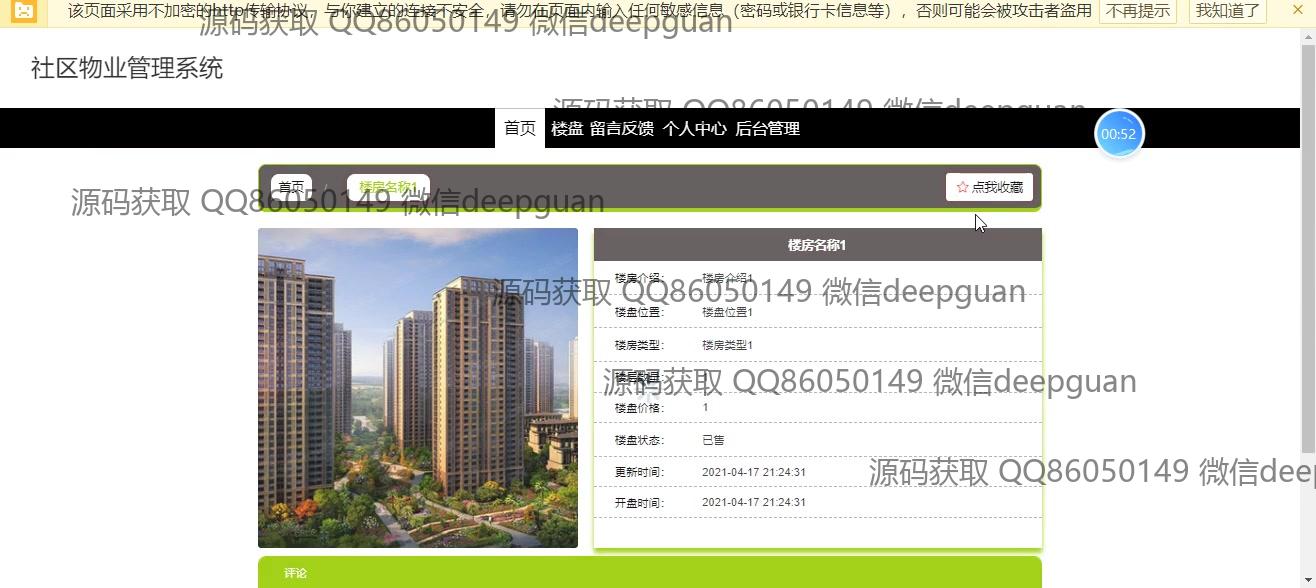 该页面采用不加密的http传输协议，与你建立的连接不安全，请勿在页面内输入任何敏感信息（密码或银行卡信息等），否则可能会被攻击者盗用 不再提示 我知道了
源码获取 QQ86050149 微信deepguan
社区物业管理系统
源码获取 QQ86050149 微信deepguan
首页 楼盘 留言反馈 个人中心 后台管理
00:52
首页 / 楼房名称1 点我收藏
源码获取 QQ86050149 微信deepguan
楼房名称1
楼房介绍： 楼房介绍1
源码获取 QQ86050149 微信deepguan
楼盘位置： 楼盘位置1
楼房类型： 楼房类型1
源码获取 QQ86050149 微信deepguan
楼盘价格： 1
楼盘状态： 已售
更新时间： 2021-04-17 21:24:31
源码获取 QQ86050149 微信dee
开盘时间： 2021-04-17 21:24:31
评论